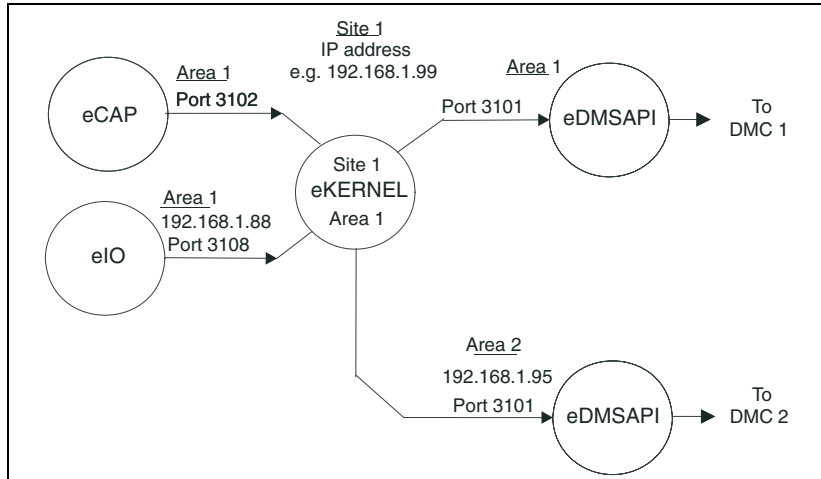 Site 1
IP address
e.g. 192.168.1.99
Area 1
Port 3102
eCAP
Area 1
Port 3101
eDMSAPI
To
DMC 1
Site 1
eKERNEL
Area 1
Area 1
192.168.1.88
Port 3108
eIO
Area 2
192.168.1.95
Port 3101
eDMSAPI
To
DMC 2